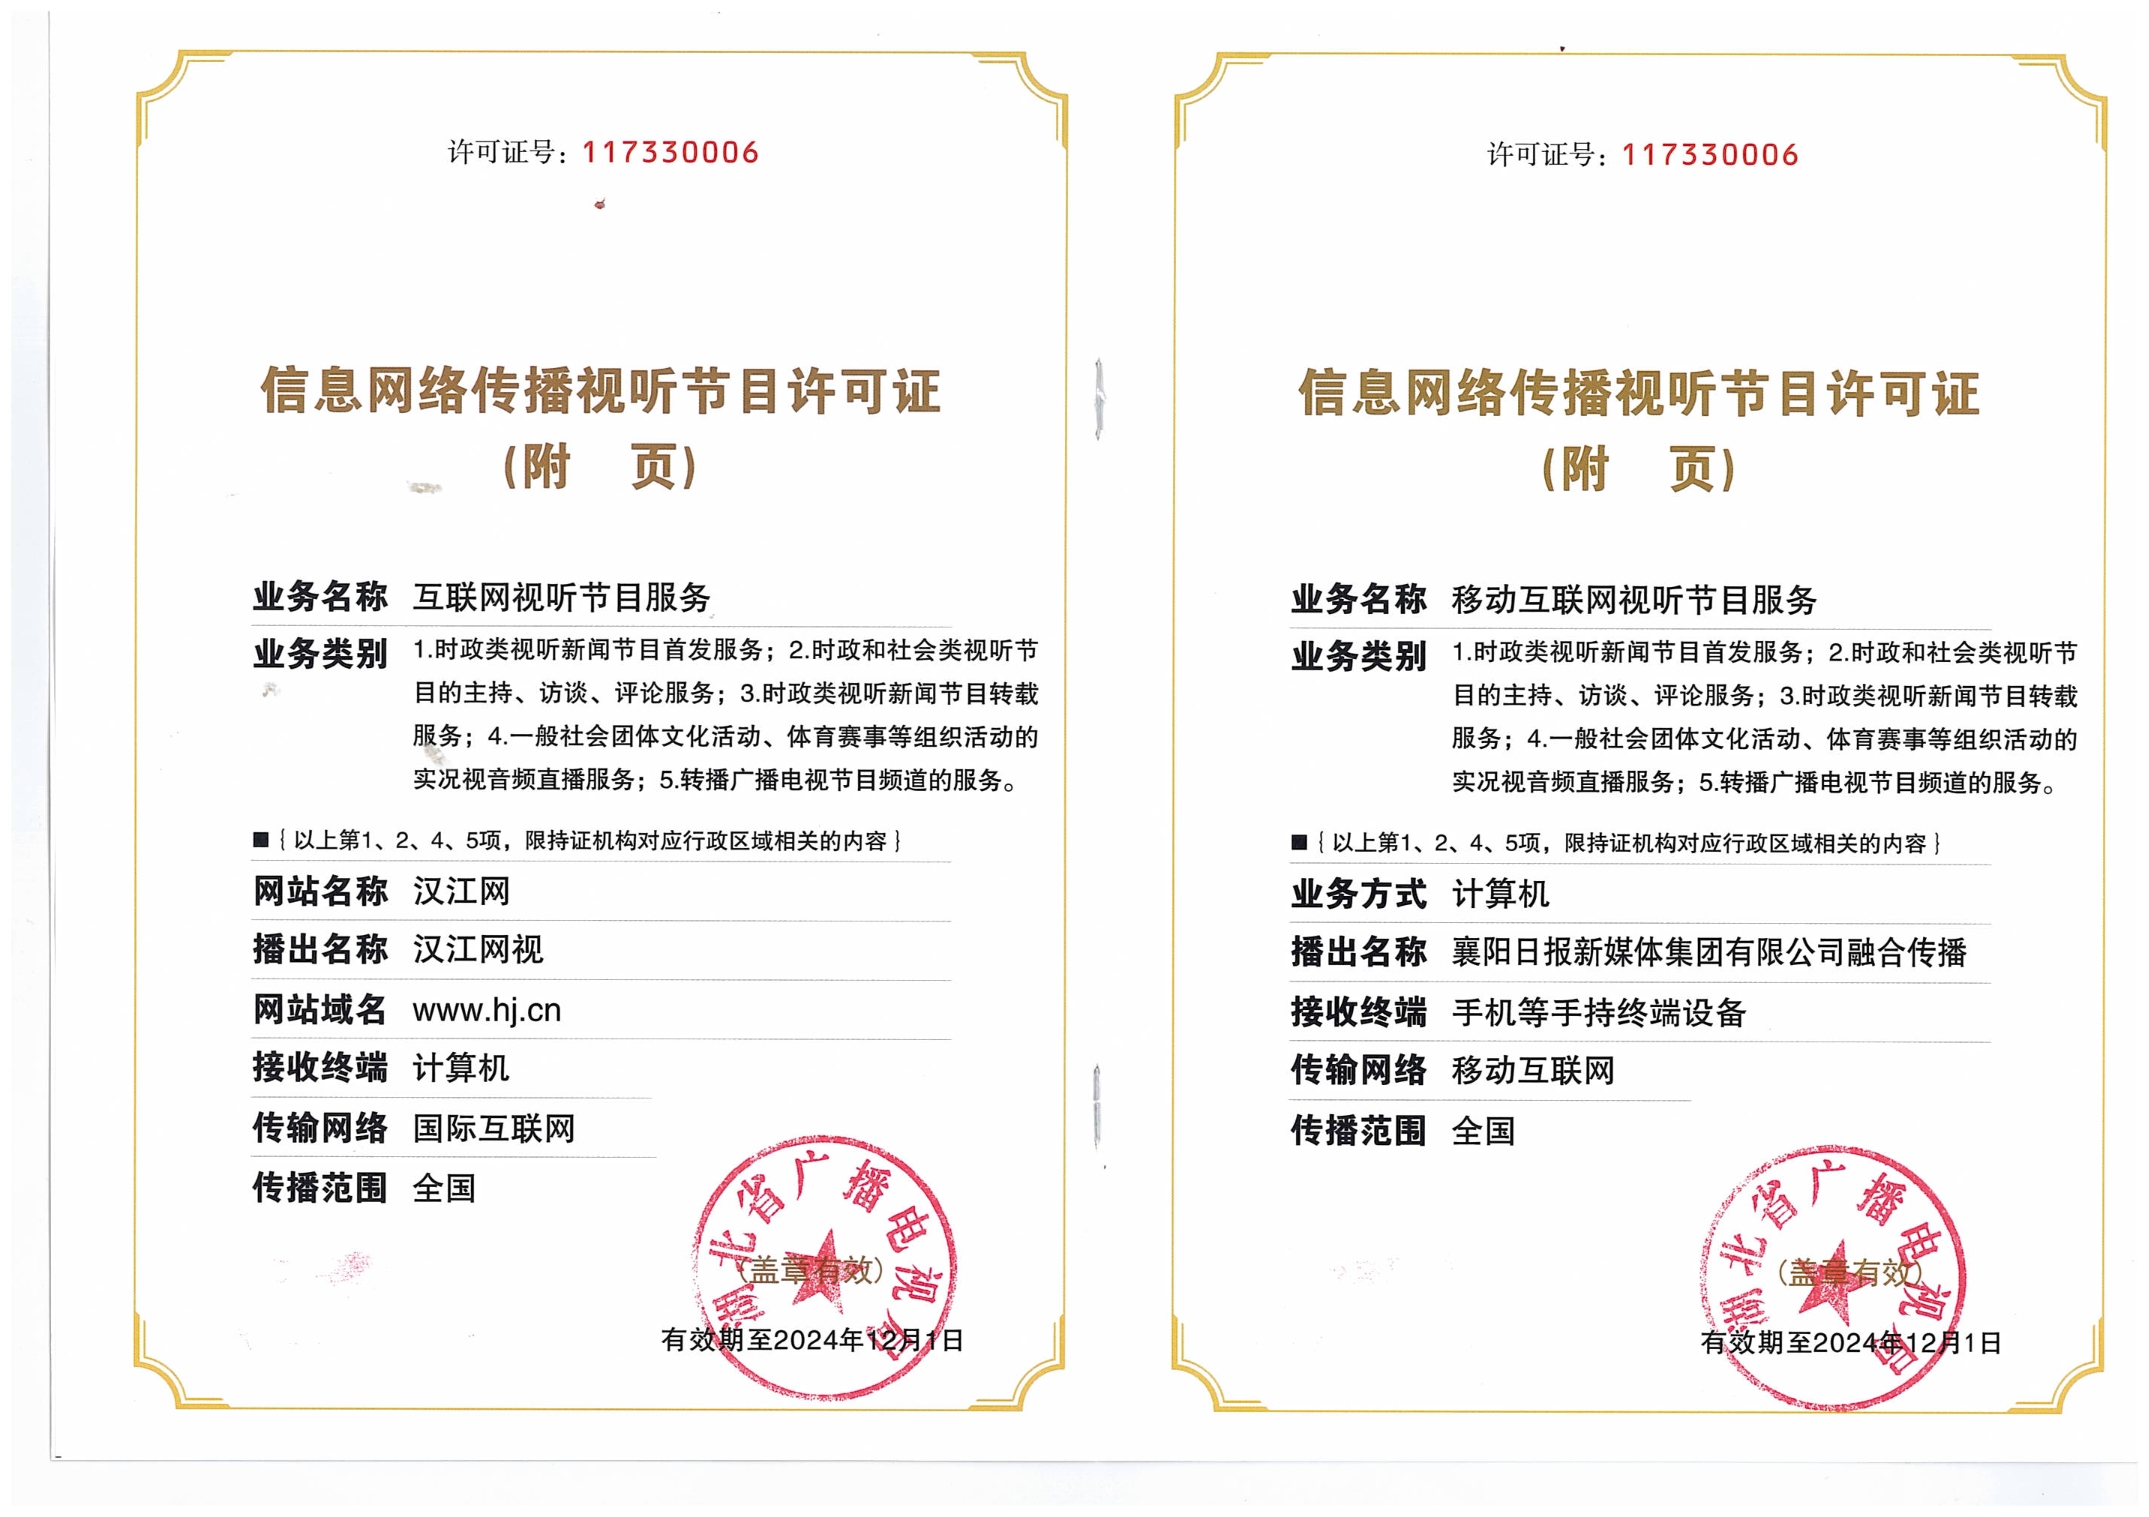 许可证号：117330006
信息网络传播视听节目许可证
(附 页)
业务名称 互联网视听节目服务
业务类别 1.时政类视听新闻节目首发服务；2.时政和社会类视听节
目的主持、访谈、评论服务；3.时政类视听新闻节目转载
服务；4.一般社会团体文化活动、体育赛事等组织活动的
实况视音频直播服务；5.转播广播电视节目频道的服务。
■｛以上第1、2、4、5项，限持证机构对应行政区域相关的内容｝
网站名称 汉江网
播出名称 汉江网视
网站域名 www.hj.cn
接收终端 计算机
传输网络 国际互联网
传播范围 全国
湖北省广播电视局
(盖章有效)
有效期至2024年12月1日
许可证号：117330006
信息网络传播视听节目许可证
(附 页)
业务名称 移动互联网视听节目服务
业务类别 1.时政类视听新闻节目首发服务；2.时政和社会类视听节
目的主持、访谈、评论服务；3.时政类视听新闻节目转载
服务；4.一般社会团体文化活动、体育赛事等组织活动的
实况视音频直播服务；5.转播广播电视节目频道的服务。
■｛以上第1、2、4、5项，限持证机构对应行政区域相关的内容｝
业务方式 计算机
播出名称 襄阳日报新媒体集团有限公司融合传播
接收终端 手机等手持终端设备
传输网络 移动互联网
传播范围 全国
湖北省广播电视局
(盖章有效)
有效期至2024年12月1日